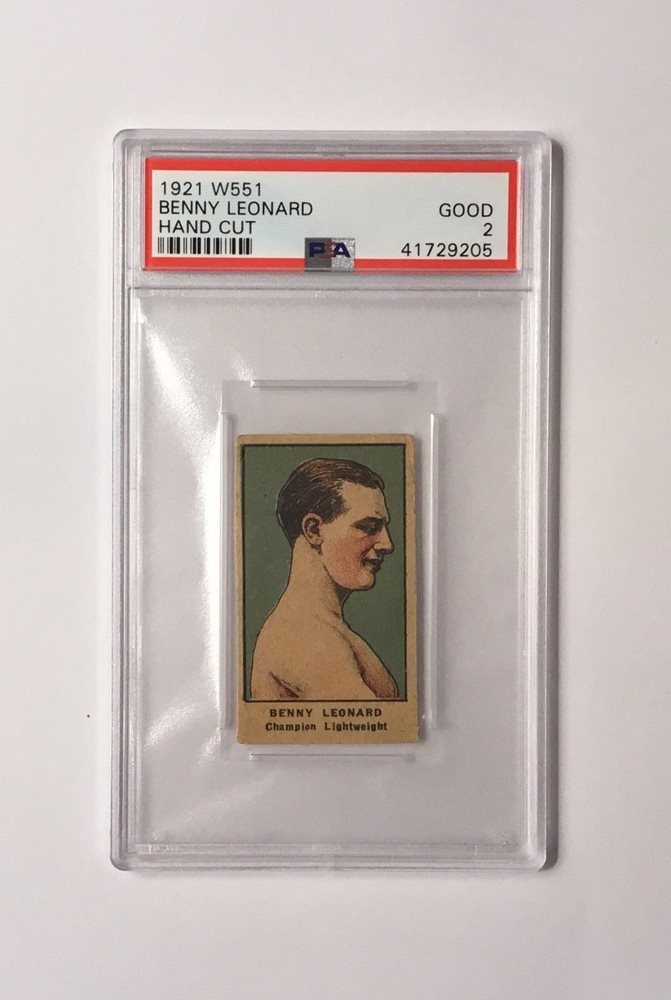 1921 W551
BENNY LEONARD
GOOD
HAND CUT
2
PSA
41729205
BENNY LEONARD
Champion Lightweight